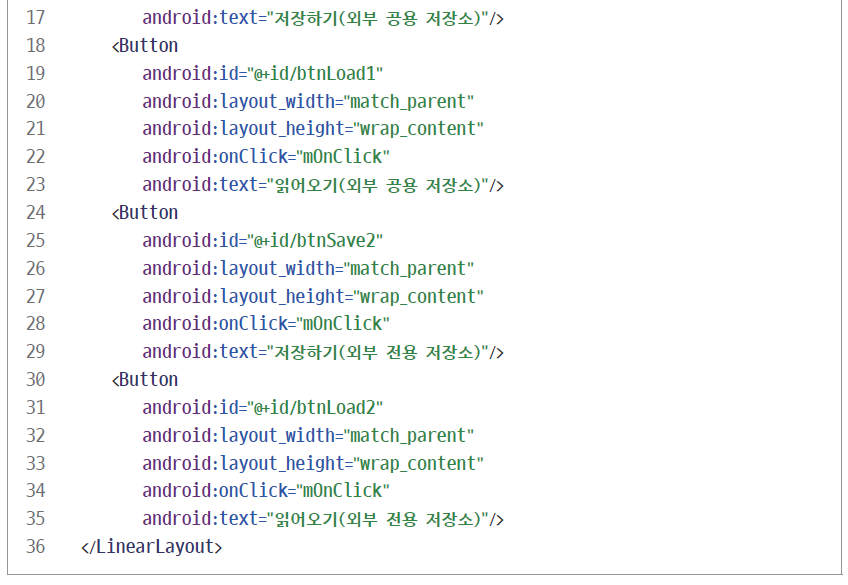 17 android:text="저장하기(외부 공용 저장소)"/>
18 <Button
19 android:id="@+id/btnLoad1"
20 android:layout_width="match_parent"
21 android:layout_height="wrap_content"
22 android:onClick="mOnClick"
23 android:text="읽어오기(외부 공용 저장소)"/>
24 <Button
25 android:id="@+id/btnSave2"
26 android:layout_width="match_parent"
27 android:layout_height="wrap_content"
28 android:onClick="mOnClick"
29 android:text="저장하기(외부 전용 저장소)"/>
30 <Button
31 android:id="@+id/btnLoad2"
32 android:layout_width="match_parent"
33 android:layout_height="wrap_content"
34 android:onClick="mOnClick"
35 android:text="읽어오기(외부 전용 저장소)"/>
36 </LinearLayout>